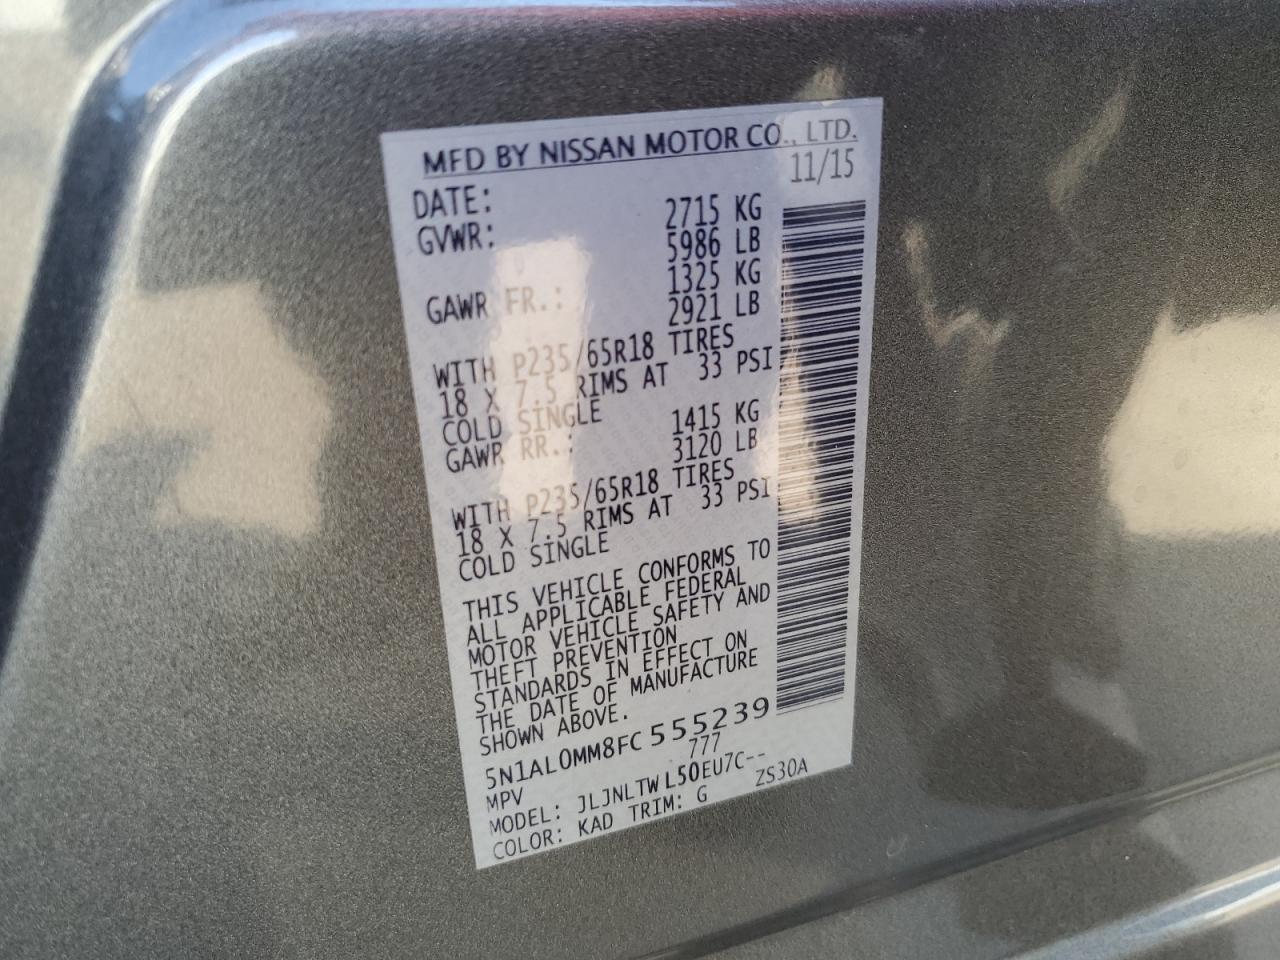 MFD BY NISSAN MOTOR CO., LTD.
DATE: 11/15
GVWR: 2715 KG
5986 LB
GAWR FR.: 1325 KG
2921 LB
WITH P235/65R18 TIRES
18 X 7.5 RIMS AT 33 PSI
COLD SINGLE
GAWR RR.: 1415 KG
3120 LB
WITH P235/65R18 TIRES
18 X 7.5 RIMS AT 33 PSI
COLD SINGLE
THIS VEHICLE CONFORMS TO
ALL APPLICABLE FEDERAL
MOTOR VEHICLE SAFETY AND
THEFT PREVENTION
STANDARDS IN EFFECT ON
THE DATE OF MANUFACTURE
SHOWN ABOVE.
5N1AL0MM8FC555239
MPV 777
MODEL: JLJNLTWL50EU7C--
COLOR: KAD TRIM: G ZS30A